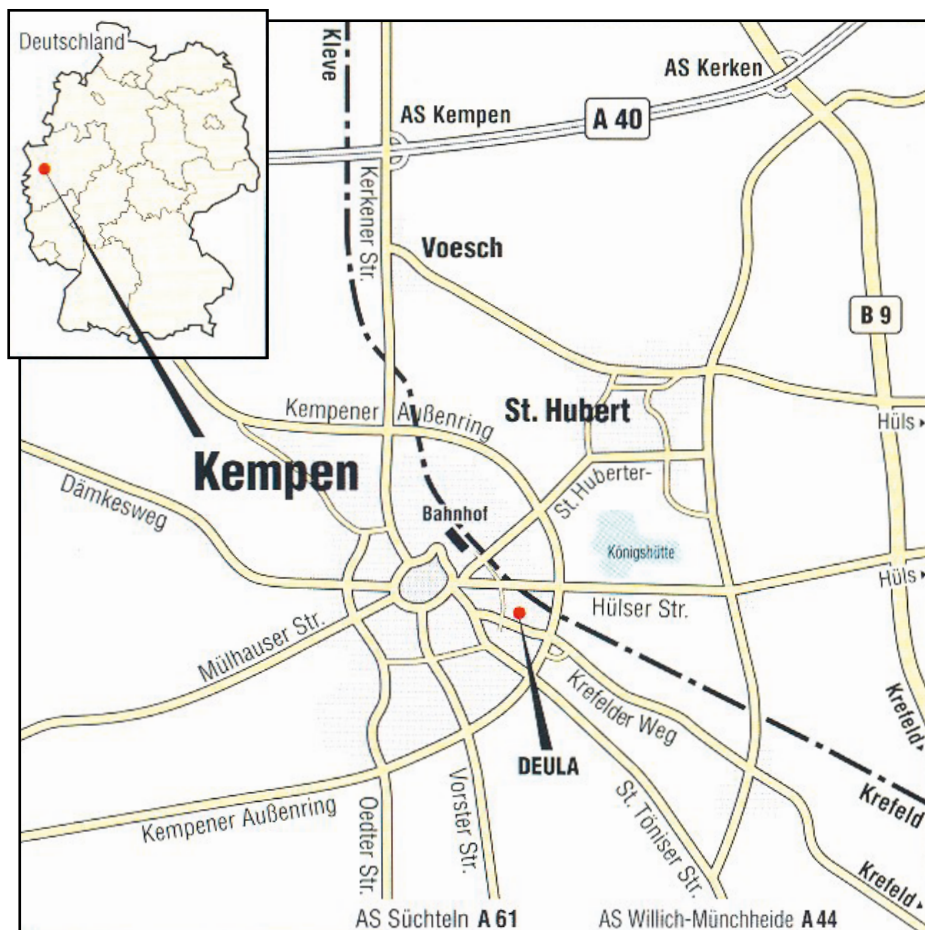 Deutschland
Kleve
AS Kerken
AS Kempen
A 40
Kerkener Str.
Voesch
B 9
St. Hubert
Kempener Außenring
Hüls
Kempen
St.Huberter-
Dämkesweg
Bahnhof
Königshütte
Hüls
Hülser Str.
Mülhauser Str.
Krefelder Weg
Krefeld
DEULA
Krefeld
St. Töniser Str.
Vorster Str.
Oedter Str.
Kempener Außenring
Krefeld
AS Süchteln A 61
AS Willich-Münchheide A 44